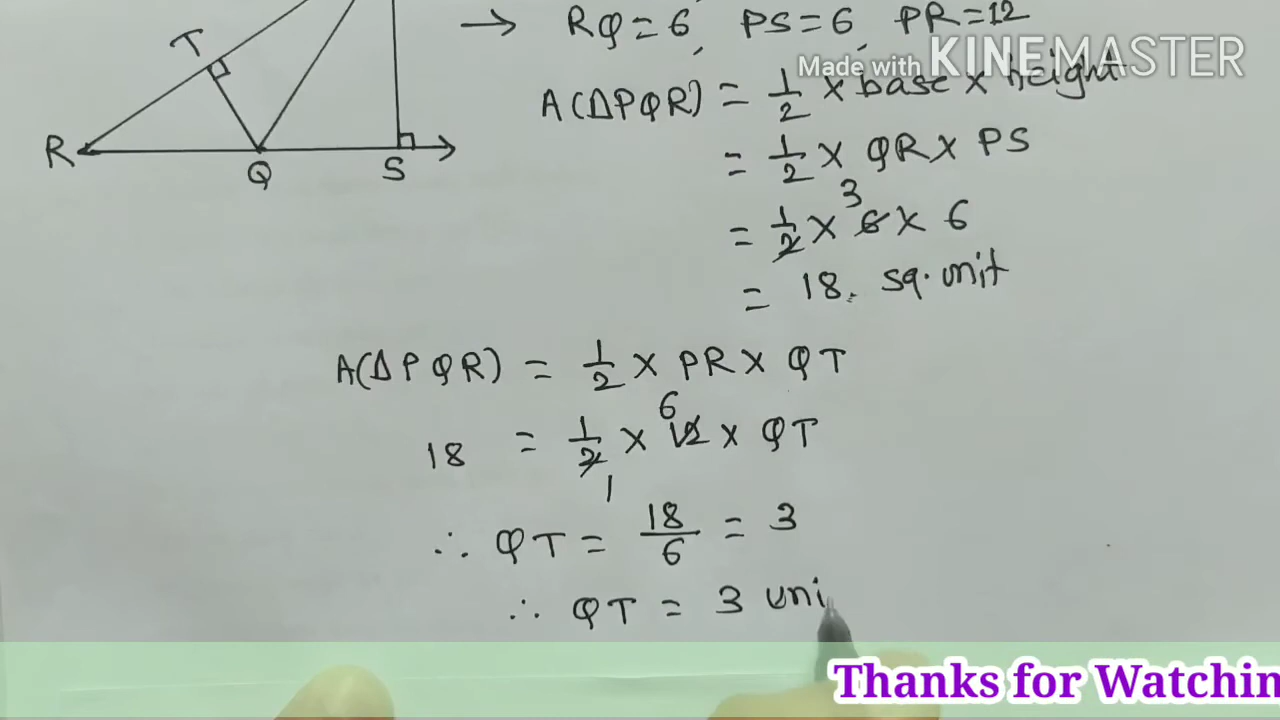 → RQ = 6, PS = 6, PR = 12
Made with KINEMASTER
T
R
Q
S
A(ΔPQR) = 1/2 × base × height
= 1/2 × QR × PS
3
= 1/2 × 6 × 6
= 18. sq. unit
A(ΔPQR) = 1/2 × PR × QT
6
18 = 1/2 × 12 × QT
1
∴ QT = 18/6 = 3
∴ QT = 3 uni
Thanks for Watchin